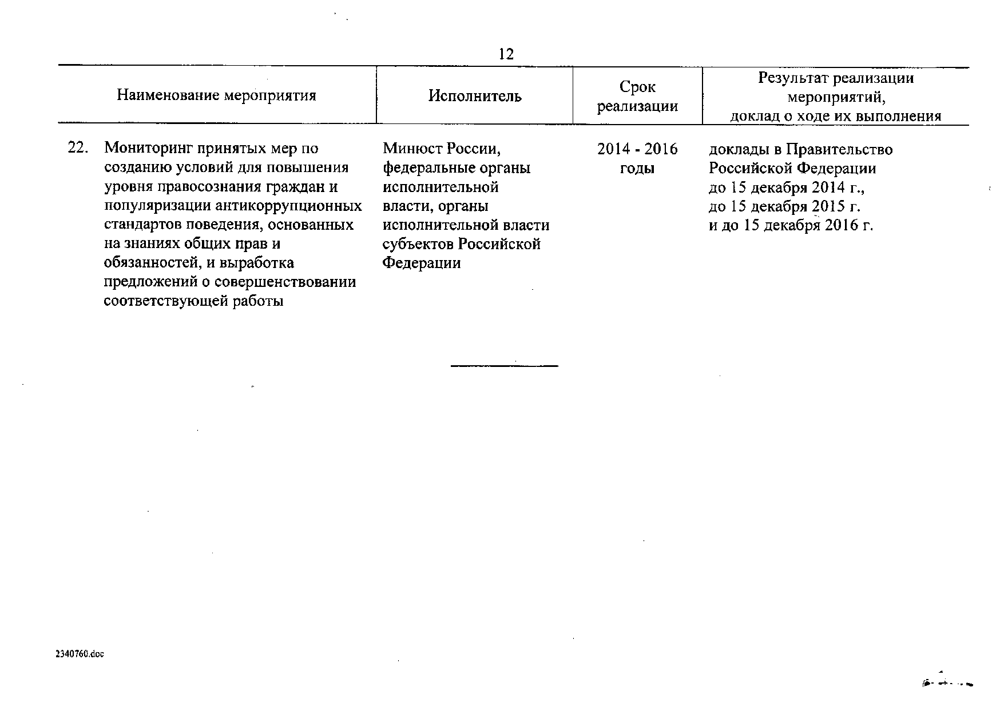 12
Наименование мероприятия
Исполнитель
Срок
реализации
Результат реализации
мероприятий,
доклад о ходе их выполнения
22. Мониторинг принятых мер по
созданию условий для повышения
уровня правосознания граждан и
популяризации антикоррупционных
стандартов поведения, основанных
на знаниях общих прав и
обязанностей, и выработка
предложений о совершенствовании
соответствующей работы
Минюст России,
федеральные органы
исполнительной
власти, органы
исполнительной власти
субъектов Российской
Федерации
2014 - 2016
годы
доклады в Правительство
Российской Федерации
до 15 декабря 2014 г.,
до 15 декабря 2015 г.
и до 15 декабря 2016 г.
2340760.doc